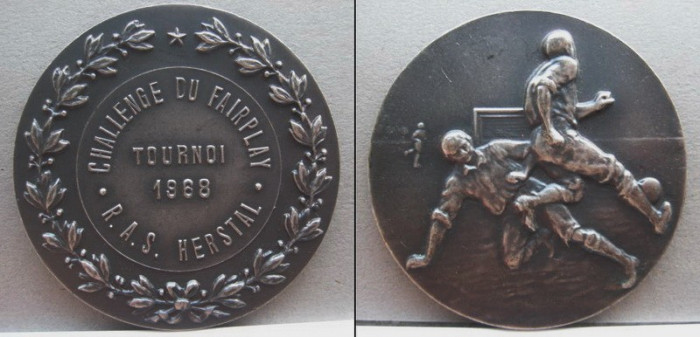 CHALLENGE DU FAIRPLAY
TOURNOI
1968
R.A.S. HERSTAL